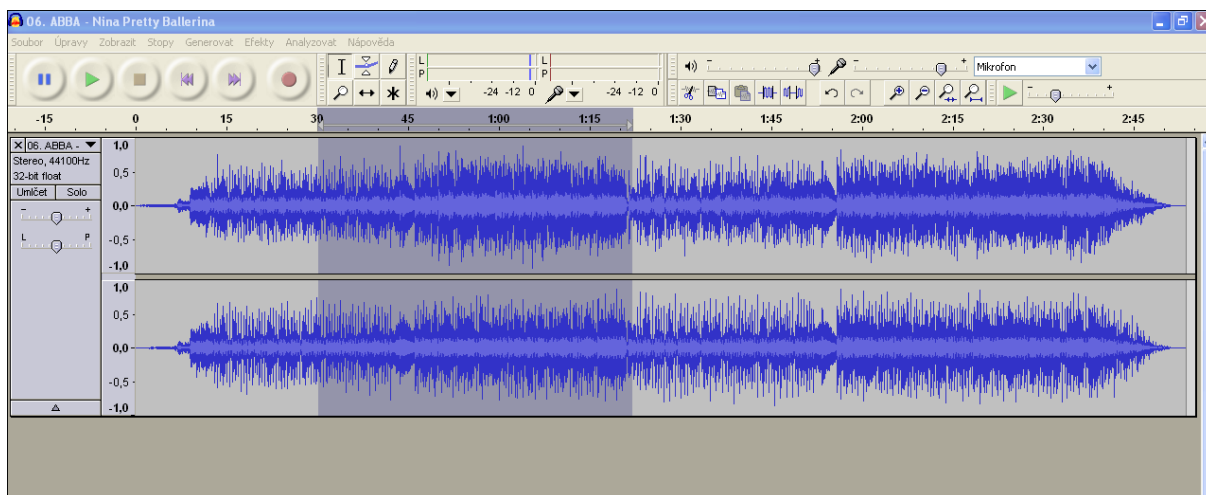 06. ABBA - Nina Pretty Ballerina
Soubor Úpravy Zobrazit Stopy Generovat Efekty Analyzovat Nápověda
L
P
L
P
-24 -12 0
-24 -12 0
Mikrofon
-15 0 15 30 45 1:00 1:15 1:30 1:45 2:00 2:15 2:30 2:45
06. ABBA -
Stereo, 44100Hz
32-bit float
Umlčet Solo
- +
L P
1,0
0,5
0,0
-0,5
-1,0
1,0
0,5
0,0
-0,5
-1,0